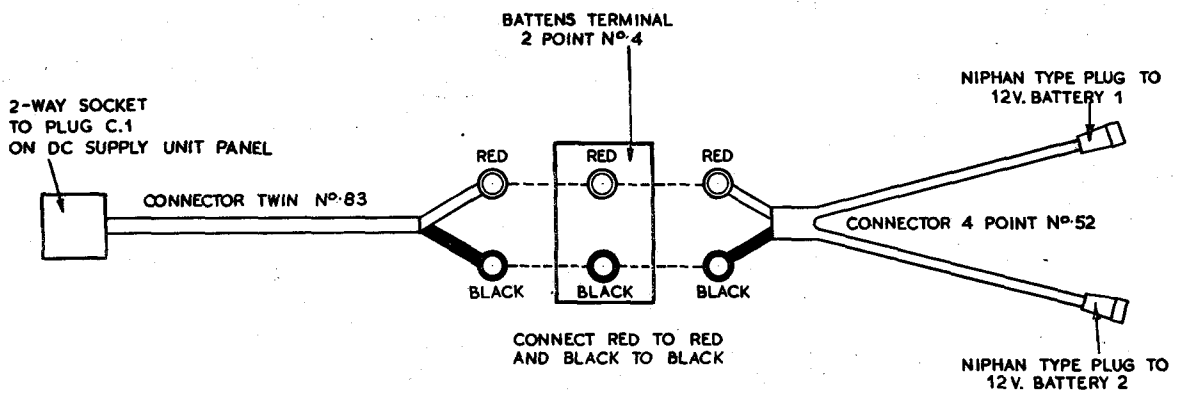 BATTENS TERMINAL
2 POINT Nº.4
NIPHAN TYPE PLUG TO
12V. BATTERY 1
2-WAY SOCKET
TO PLUG C.1
ON DC SUPPLY UNIT PANEL
RED
RED
RED
CONNECTOR TWIN Nº.83
CONNECTOR 4 POINT Nº.52
BLACK
BLACK
BLACK
CONNECT RED TO RED
AND BLACK TO BLACK
NIPHAN TYPE PLUG TO
12V. BATTERY 2